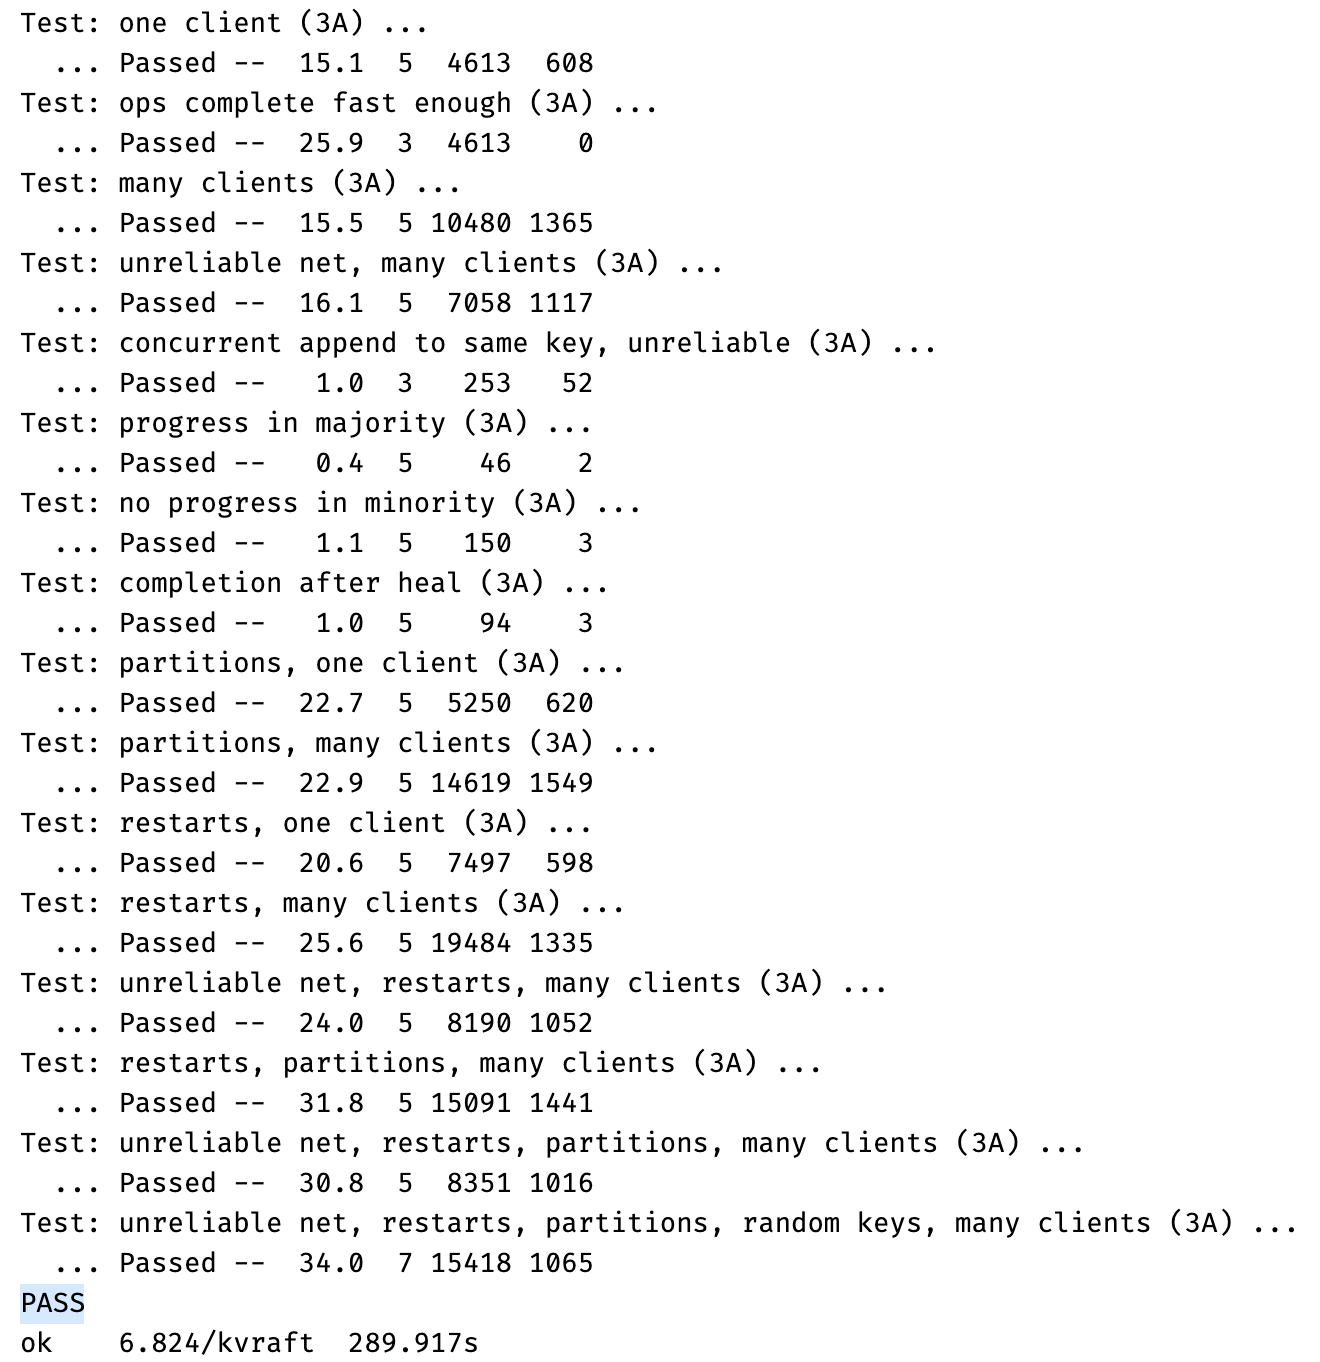 Test: one client (3A) ...
  ... Passed --  15.1  5  4613  608
Test: ops complete fast enough (3A) ...
  ... Passed --  25.9  3  4613    0
Test: many clients (3A) ...
  ... Passed --  15.5  5 10480 1365
Test: unreliable net, many clients (3A) ...
  ... Passed --  16.1  5  7058 1117
Test: concurrent append to same key, unreliable (3A) ...
  ... Passed --   1.0  3   253   52
Test: progress in majority (3A) ...
  ... Passed --   0.4  5    46    2
Test: no progress in minority (3A) ...
  ... Passed --   1.1  5   150    3
Test: completion after heal (3A) ...
  ... Passed --   1.0  5    94    3
Test: partitions, one client (3A) ...
  ... Passed --  22.7  5  5250  620
Test: partitions, many clients (3A) ...
  ... Passed --  22.9  5 14619 1549
Test: restarts, one client (3A) ...
  ... Passed --  20.6  5  7497  598
Test: restarts, many clients (3A) ...
  ... Passed --  25.6  5 19484 1335
Test: unreliable net, restarts, many clients (3A) ...
  ... Passed --  24.0  5  8190 1052
Test: restarts, partitions, many clients (3A) ...
  ... Passed --  31.8  5 15091 1441
Test: unreliable net, restarts, partitions, many clients (3A) ...
  ... Passed --  30.8  5  8351 1016
Test: unreliable net, restarts, partitions, random keys, many clients (3A) ...
  ... Passed --  34.0  7 15418 1065
PASS
ok    6.824/kvraft  289.917s